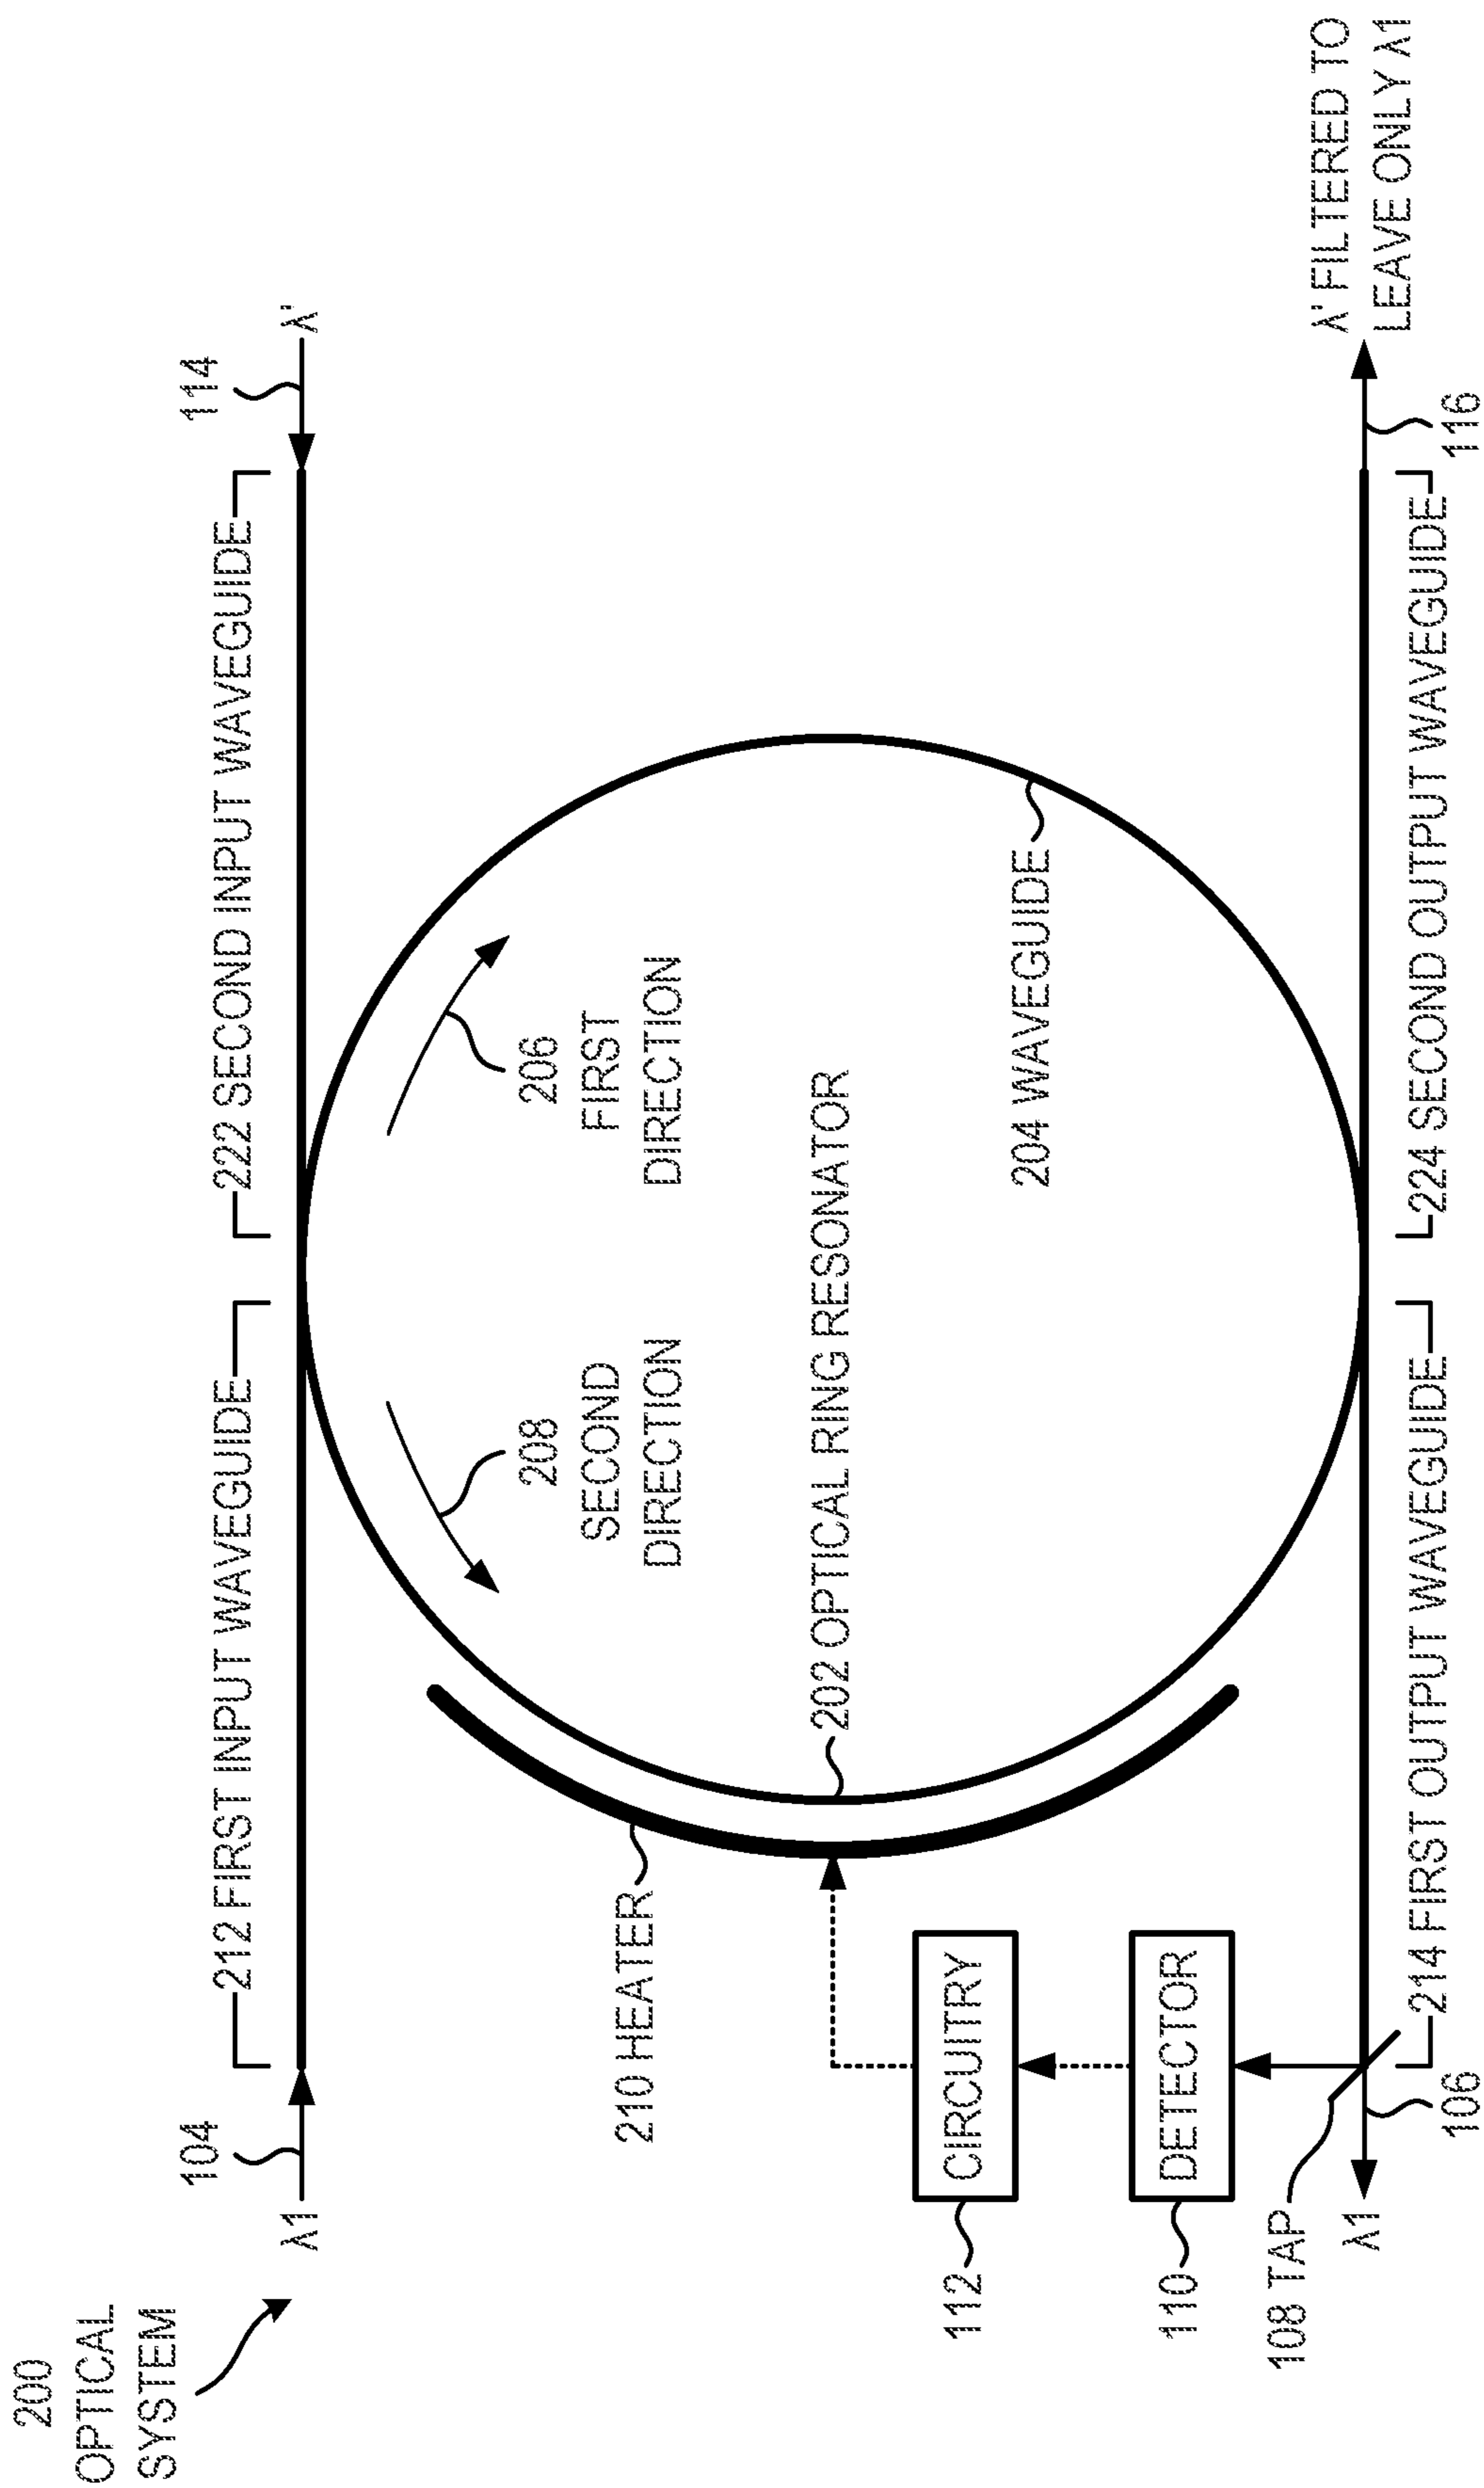 200
OPTICAL
SYSTEM
λ1
104
212 FIRST INPUT WAVEGUIDE
222 SECOND INPUT WAVEGUIDE
114
λ'
208
SECOND
DIRECTION
206
FIRST
DIRECTION
210 HEATER
202 OPTICAL RING RESONATOR
204 WAVEGUIDE
112
CIRCUITRY
110
DETECTOR
108 TAP
λ1
106
214 FIRST OUTPUT WAVEGUIDE
224 SECOND OUTPUT WAVEGUIDE
116
λ' FILTERED TO
LEAVE ONLY λ1